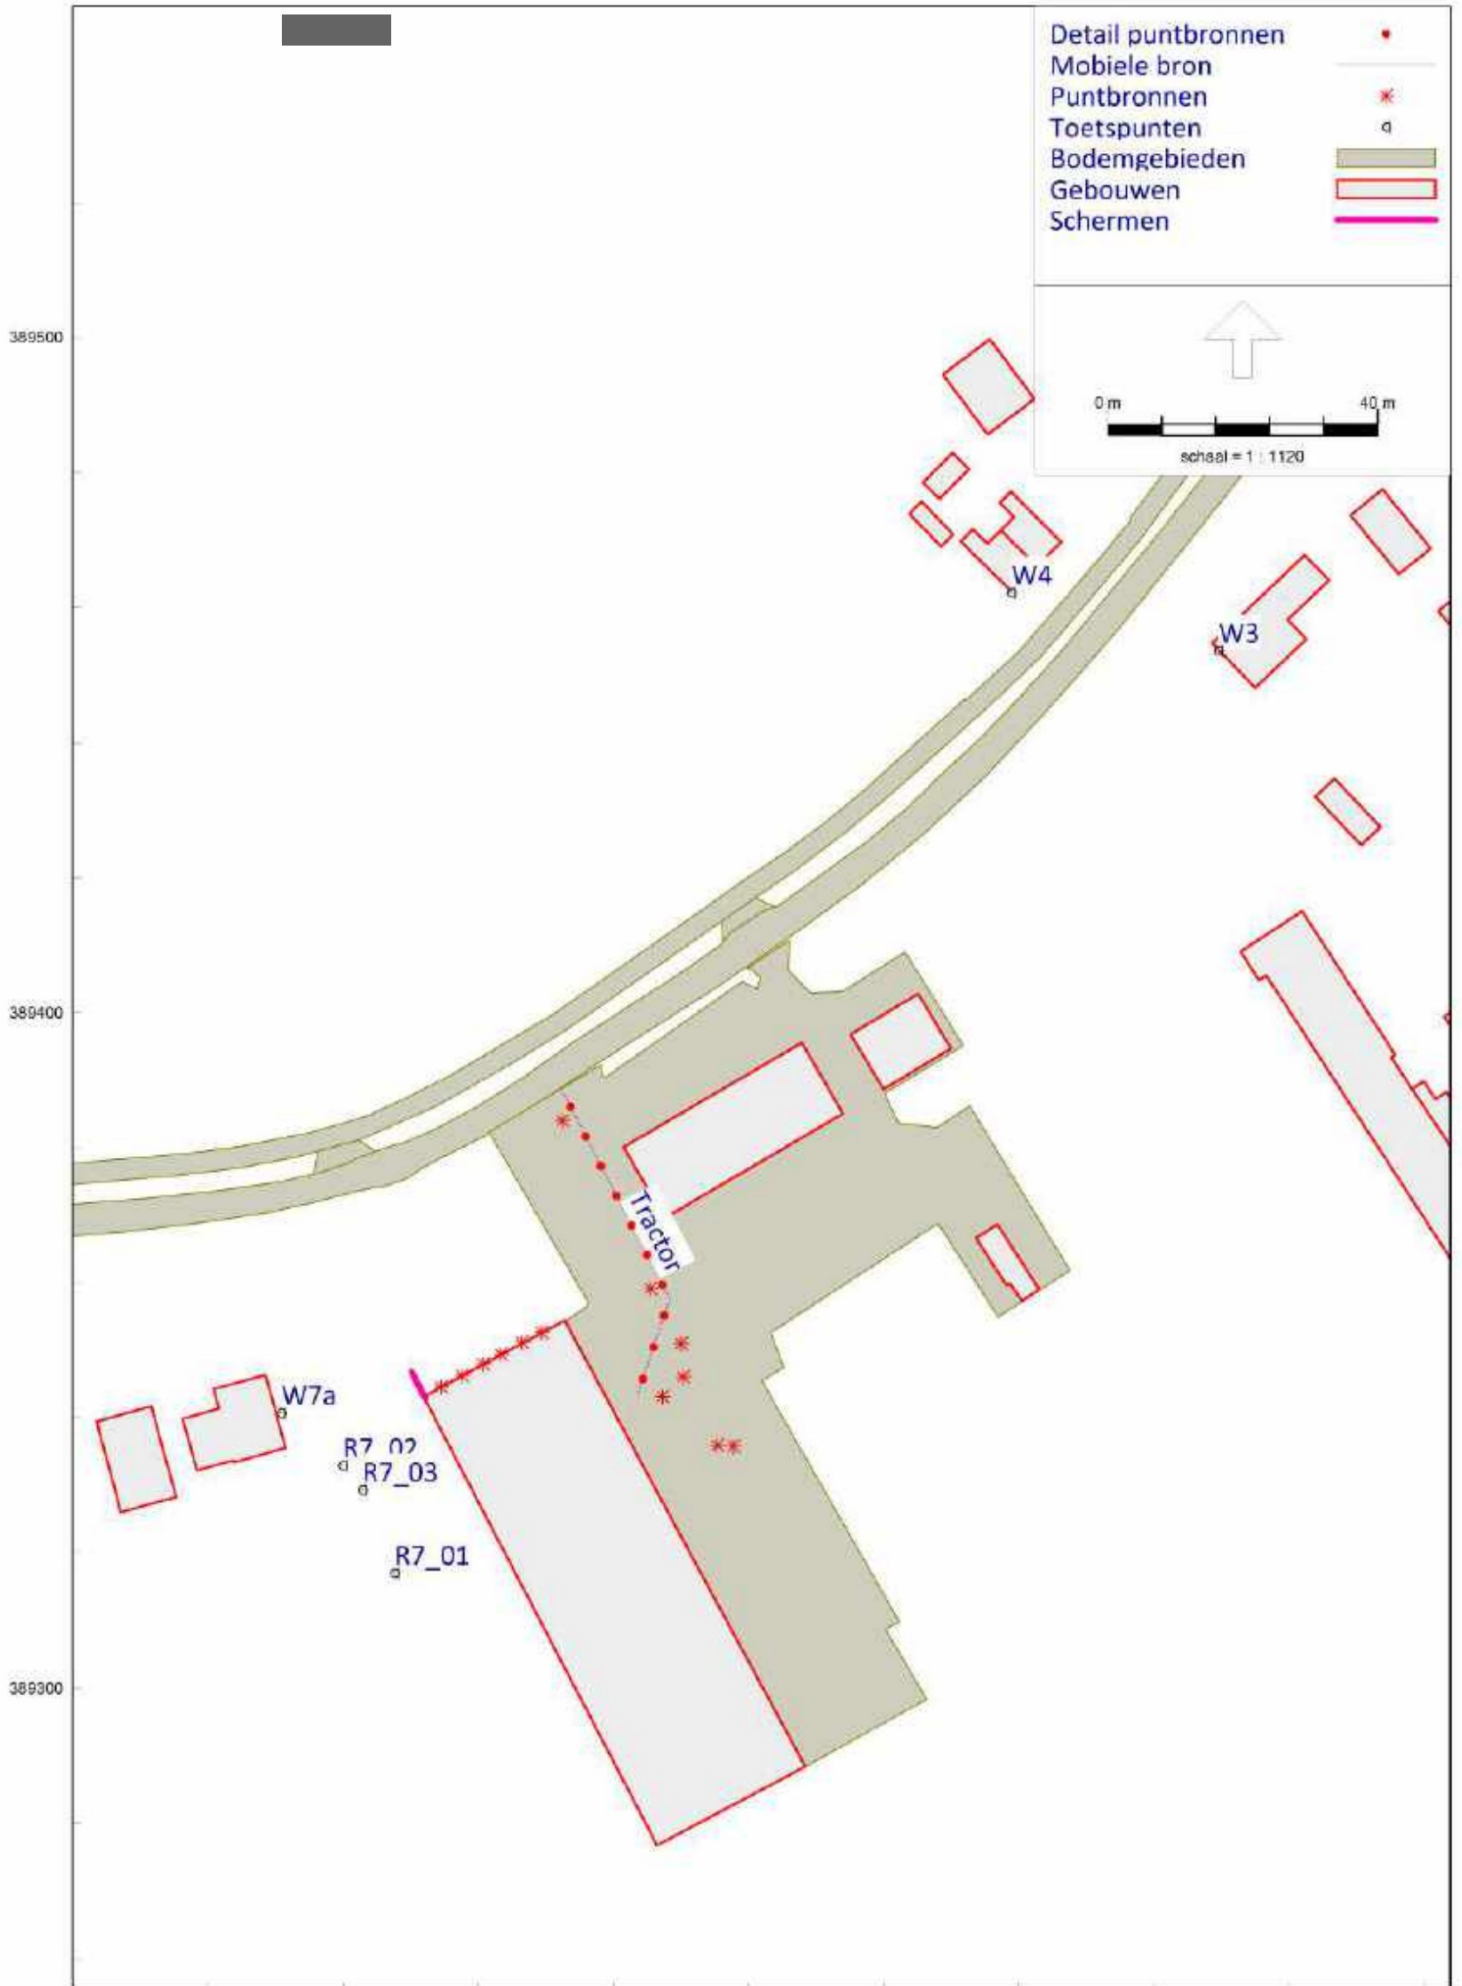 Detail puntbronnen
Mobiele bron
Puntbronnen
Toetspunten
Bodemgebieden
Gebouwen
Schermen
389500
0 m 40 m
schaal = 1 : 1120
W4
W3
389400
Tractor
W7a
R7_02
R7_03
R7_01
389300